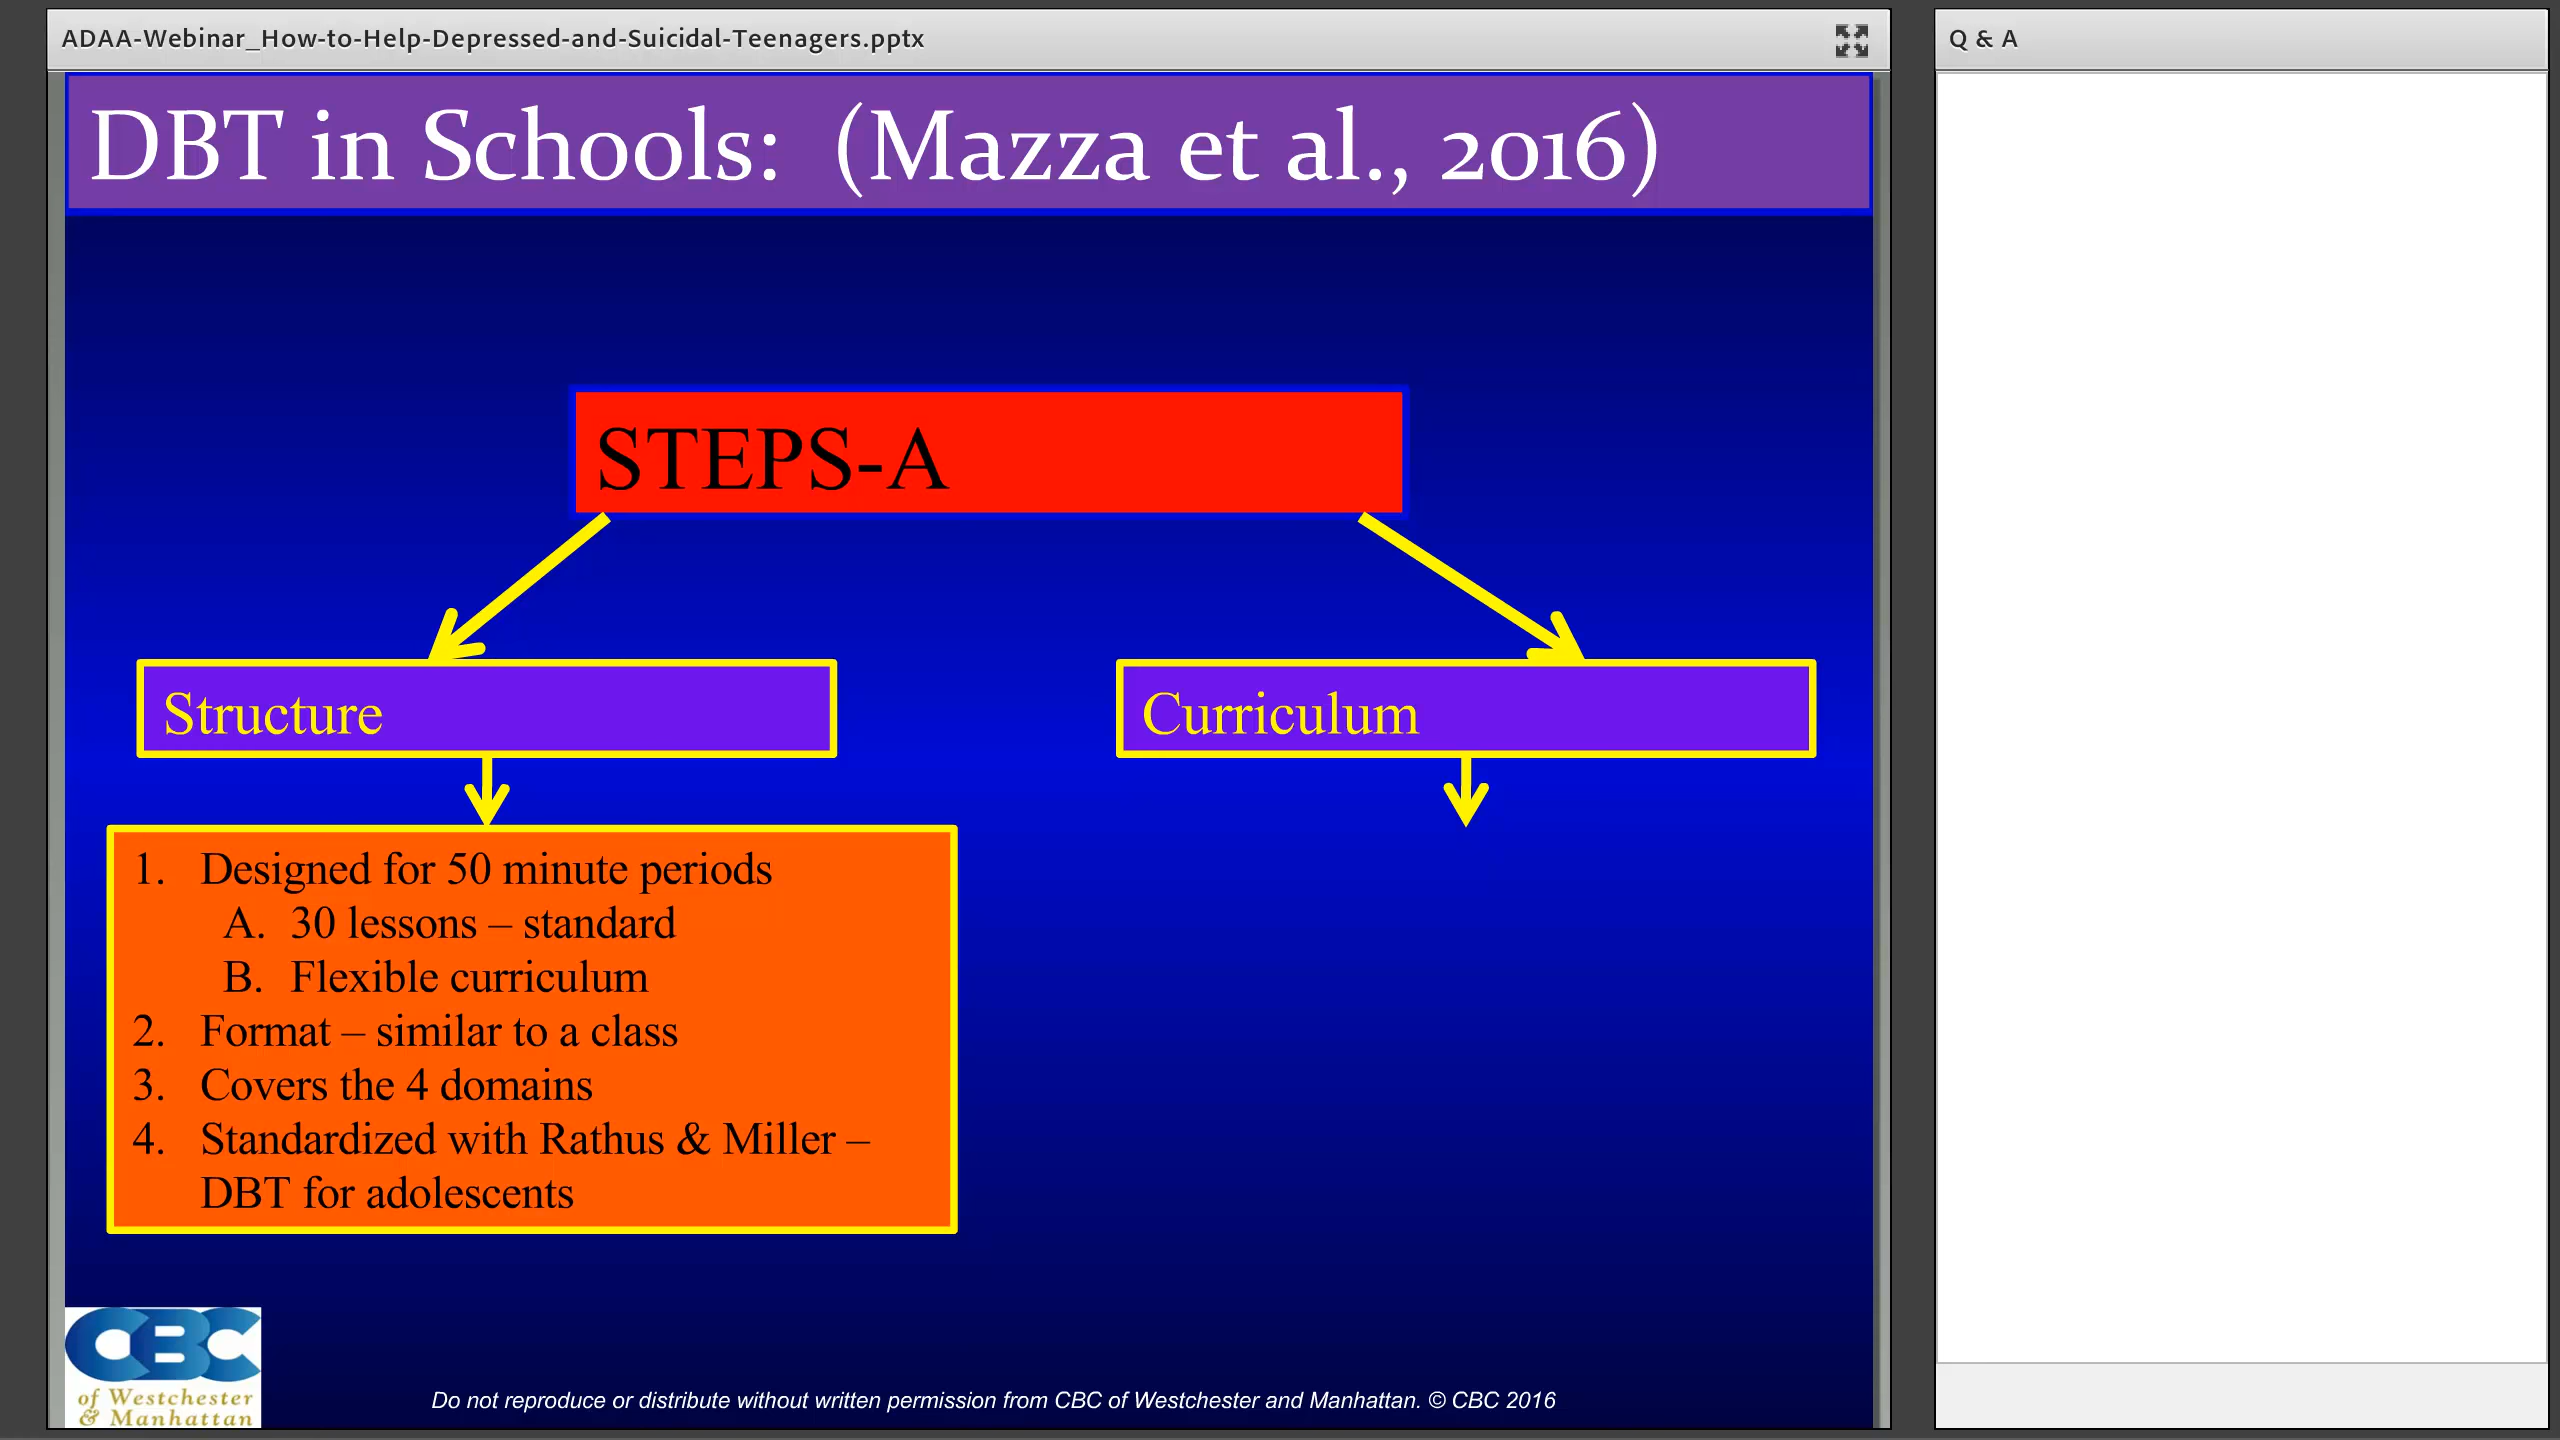 ADAA-Webinar_How-to-Help-Depressed-and-Suicidal-Teenagers.pptx
Q & A
DBT in Schools: (Mazza et al., 2016)
STEPS-A
Structure
Curriculum
1. Designed for 50 minute periods
A. 30 lessons – standard
B. Flexible curriculum
2. Format – similar to a class
3. Covers the 4 domains
4. Standardized with Rathus & Miller –
DBT for adolescents
CBC
of Westchester
& Manhattan
Do not reproduce or distribute without written permission from CBC of Westchester and Manhattan. © CBC 2016